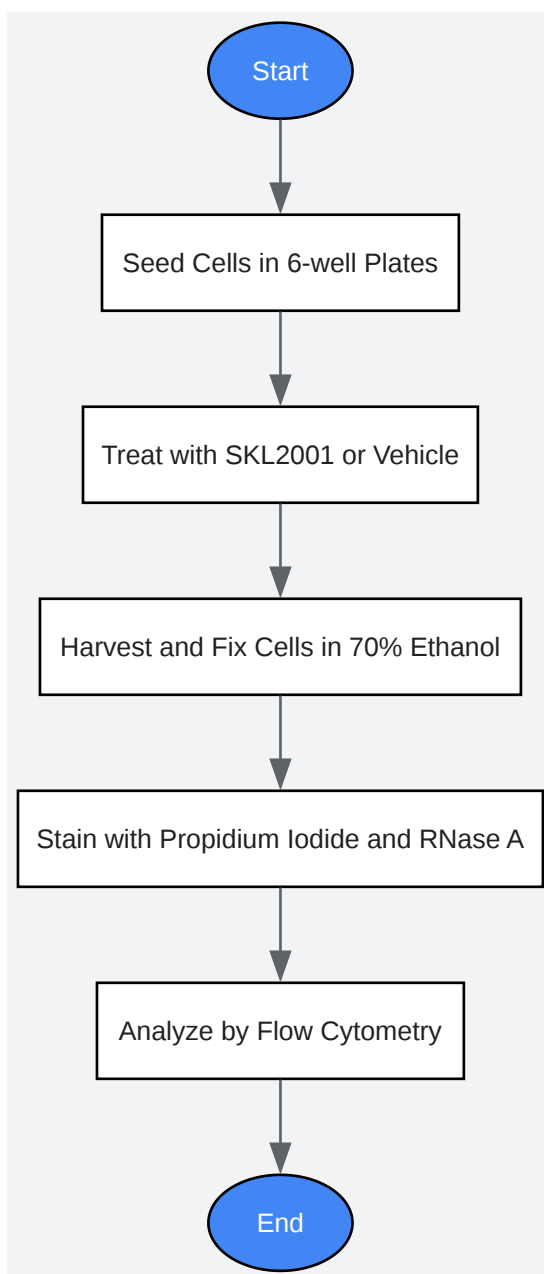 Start
Seed Cells in 6-well Plates
Treat with SKL2001 or Vehicle
Harvest and Fix Cells in 70% Ethanol
Stain with Propidium Iodide and RNase A
Analyze by Flow Cytometry
End